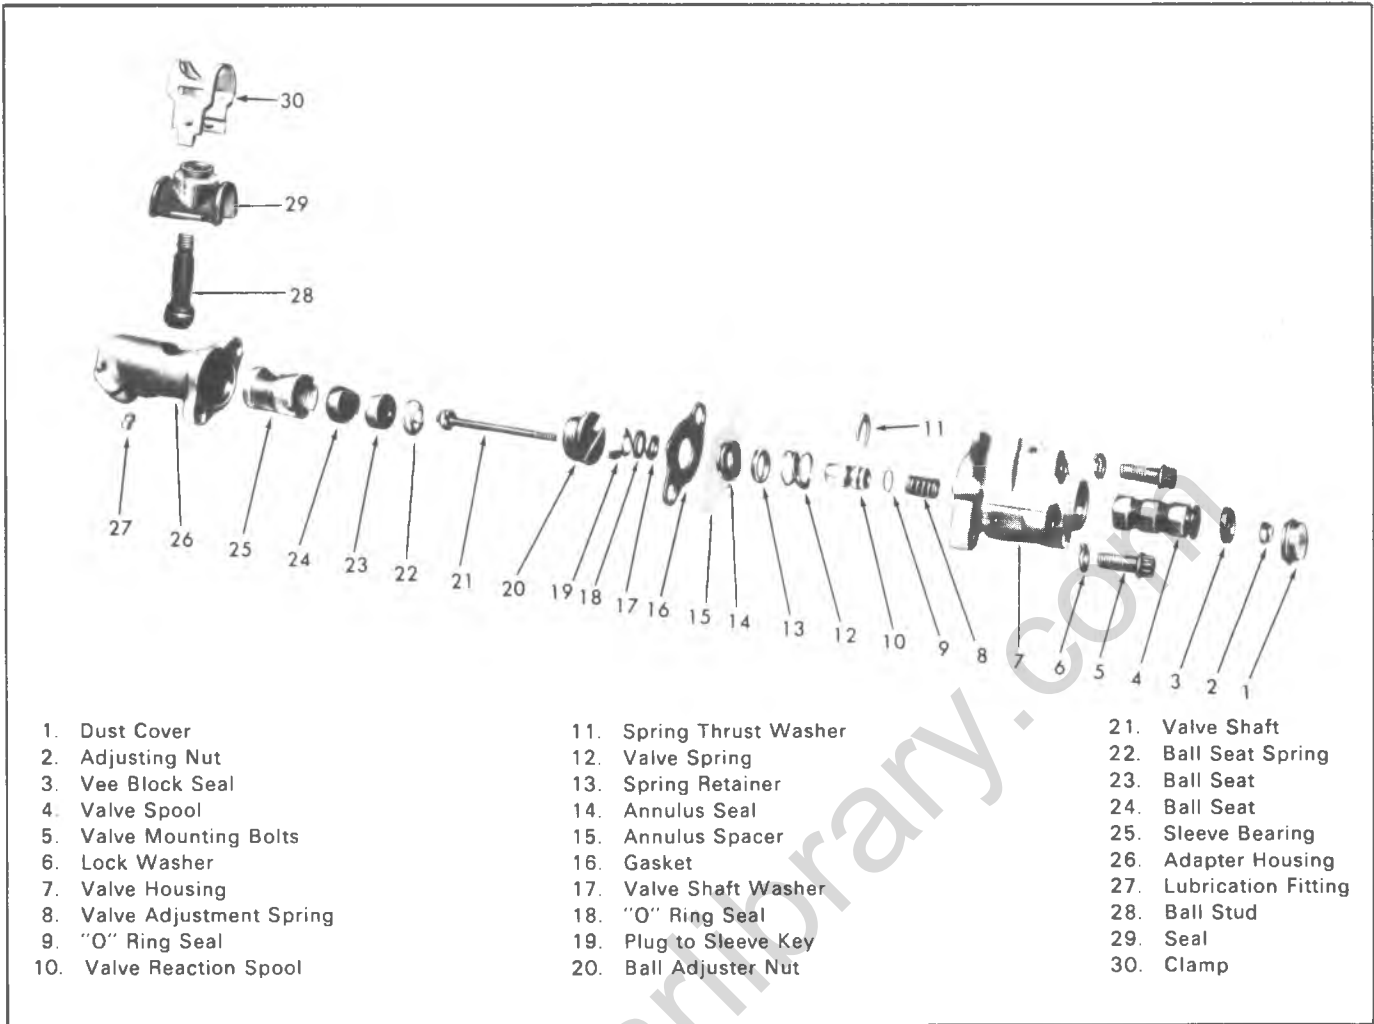 30
29
28
11
27
26
25
24
23
22
21
20
19
18
17
16
15
14
13
12
10
9
8
7
6
5
4
3
2
1
1. Dust Cover
2. Adjusting Nut
3. Vee Block Seal
4. Valve Spool
5. Valve Mounting Bolts
6. Lock Washer
7. Valve Housing
8. Valve Adjustment Spring
9. "O" Ring Seal
10. Valve Reaction Spool
11. Spring Thrust Washer
12. Valve Spring
13. Spring Retainer
14. Annulus Seal
15. Annulus Spacer
16. Gasket
17. Valve Shaft Washer
18. "O" Ring Seal
19. Plug to Sleeve Key
20. Ball Adjuster Nut
21. Valve Shaft
22. Ball Seat Spring
23. Ball Seat
24. Ball Seat
25. Sleeve Bearing
26. Adapter Housing
27. Lubrication Fitting
28. Ball Stud
29. Seal
30. Clamp